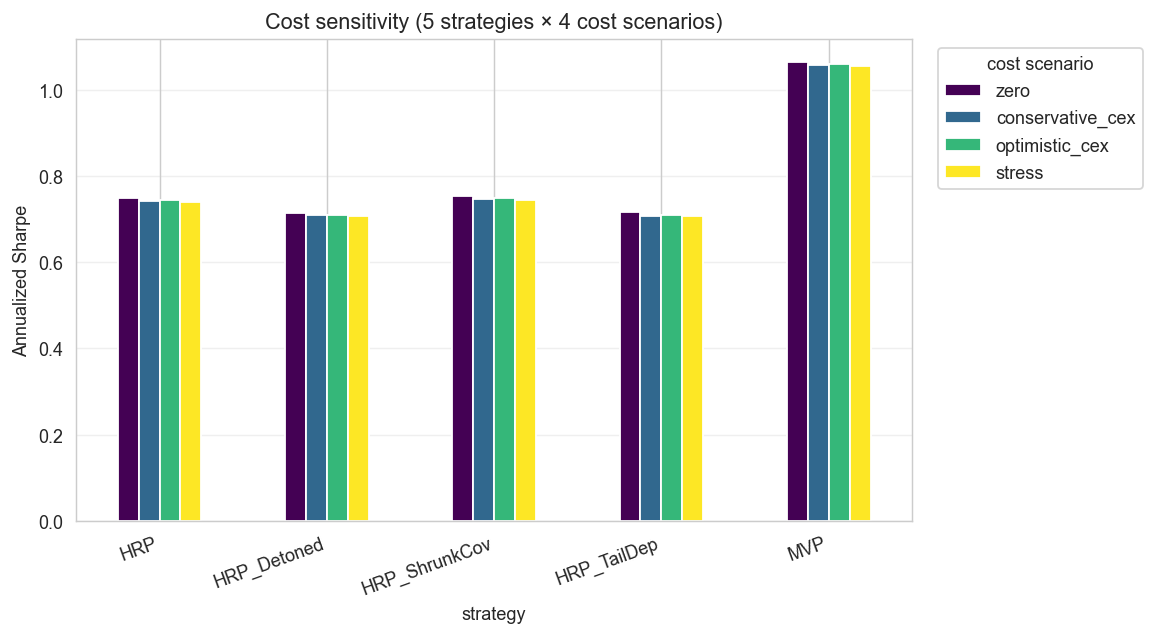 Cost sensitivity (5 strategies × 4 cost scenarios)
cost scenario
zero
conservative_cex
optimistic_cex
stress
Annualized Sharpe
1.0
0.8
0.6
0.4
0.2
0.0
HRP
HRP_Detoned
HRP_ShrunkCov
HRP_TailDep
MVP
strategy